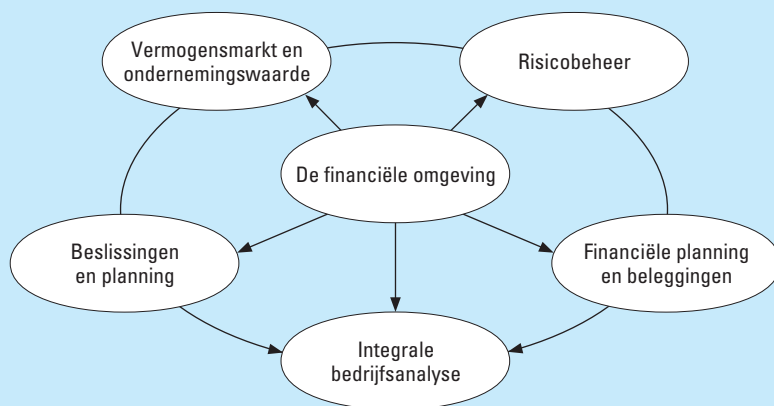 Vermogensmarkt en
ondernemingswaarde
Risicobeheer
De financiële omgeving
Beslissingen
en planning
Financiële planning
en beleggingen
Integrale
bedrijfsanalyse